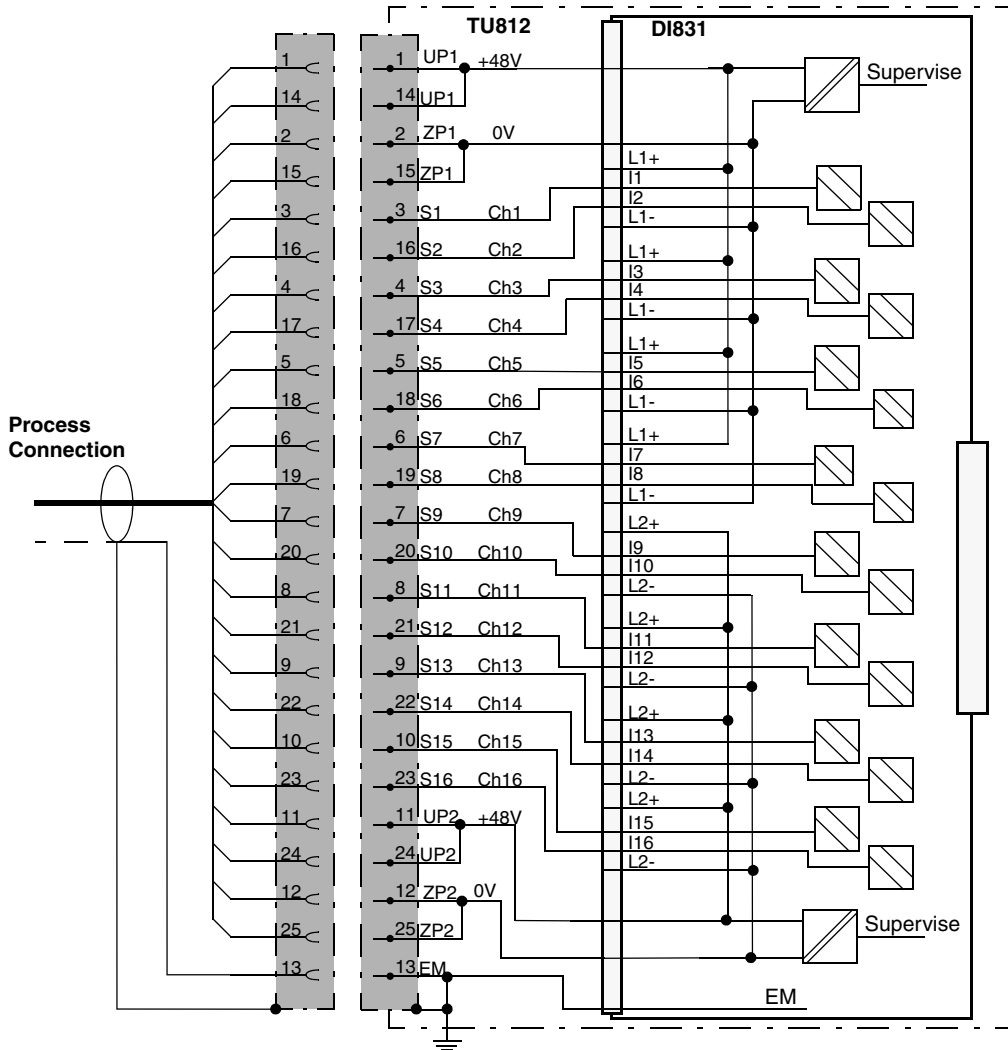 TU812 DI831
1 1 UP1 +48V Supervise
14 14 UP1
2 2 ZP1 0V
15 15 ZP1 L1+
I1
3 3 S1 Ch1 I2
L1-
16 16 S2 Ch2 L1+
I3
4 4 S3 Ch3 I4
L1-
17 17 S4 Ch4 L1+
5 5 S5 Ch5 I5
I6
18 18 S6 Ch6 L1-
Process
Connection
6 6 S7 Ch7 L1+
I7
19 19 S8 Ch8 I8
L1-
7 7 S9 Ch9 L2+
I9
20 20 S10 Ch10 I10
L2-
8 8 S11 Ch11 L2+
21 21 S12 Ch12 I11
I12
9 9 S13 Ch13 L2-
22 22 S14 Ch14 L2+
I13
10 10 S15 Ch15 I14
23 23 S16 Ch16 L2-
L2+
11 11 UP2 +48V I15
I16
24 24 UP2 L2-
12 12 ZP2 0V
25 25 ZP2 Supervise
13 13 EM
EM